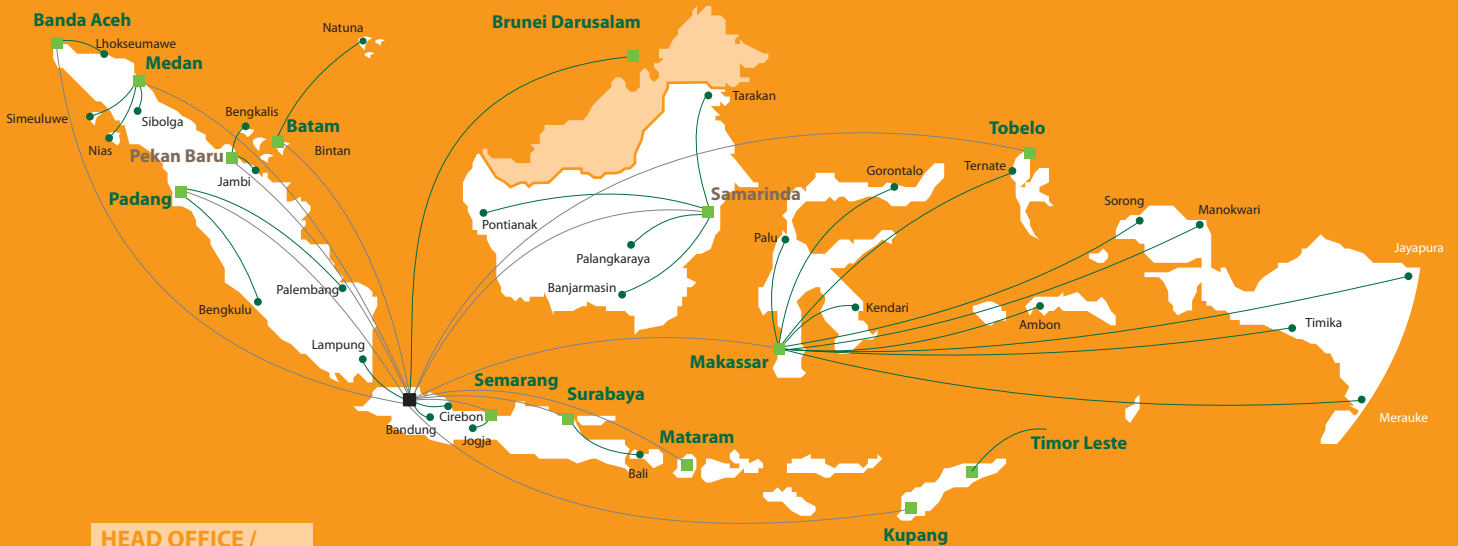 Banda Aceh
Lhokseumawe
Medan
Simeuluwe
Nias
Sibolga
Natuna
Bengkalis
Batam
Bintan
Pekan Baru
Jambi
Padang
Bengkulu
Palembang
Lampung
Brunei Darusalam
Tarakan
Samarinda
Pontianak
Palangkaraya
Banjarmasin
Tobelo
Ternate
Gorontalo
Palu
Kendari
Makassar
Sorong
Manokwari
Jayapura
Ambon
Timika
Merauke
Semarang
Surabaya
Cirebon
Bandung
Jogja
Mataram
Bali
Timor Leste
Kupang
HEAD OFFICE /